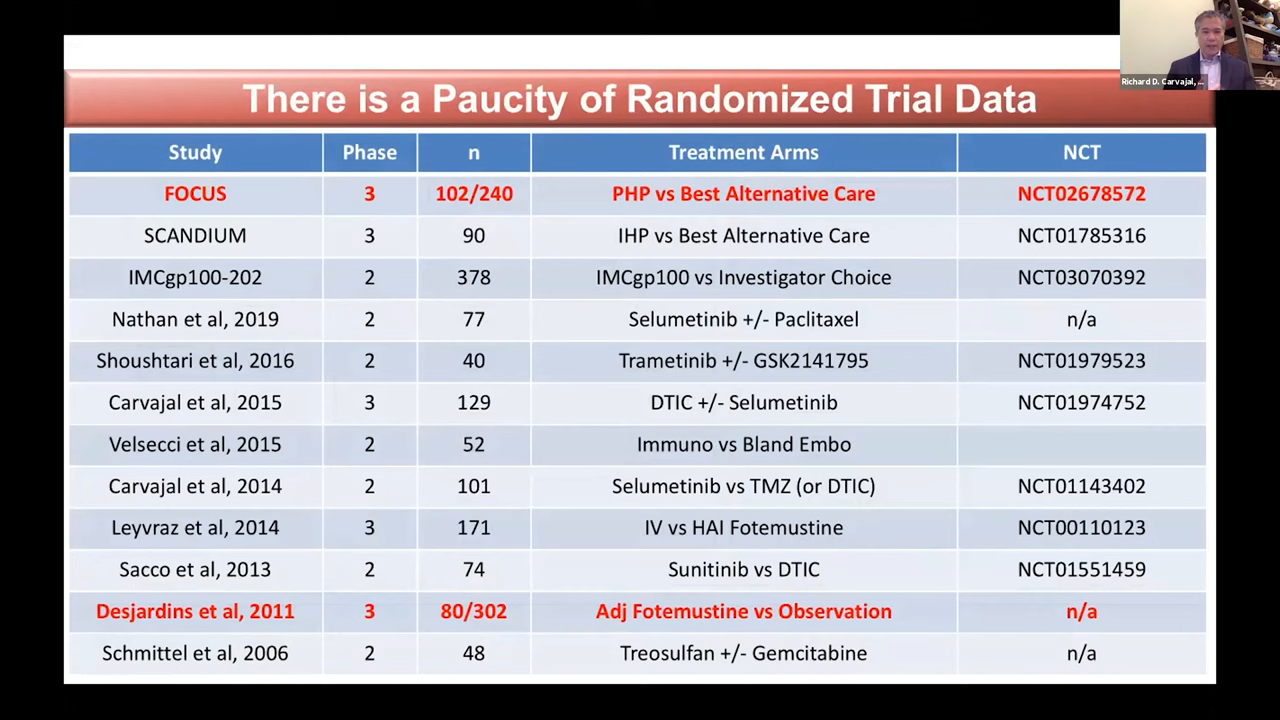 Richard D. Carvajal, ...
There is a Paucity of Randomized Trial Data
Study Phase n Treatment Arms NCT
FOCUS 3 102/240 PHP vs Best Alternative Care NCT02678572
SCANDIUM 3 90 IHP vs Best Alternative Care NCT01785316
IMCgp100-202 2 378 IMCgp100 vs Investigator Choice NCT03070392
Nathan et al, 2019 2 77 Selumetinib +/- Paclitaxel n/a
Shoushtari et al, 2016 2 40 Trametinib +/- GSK2141795 NCT01979523
Carvajal et al, 2015 3 129 DTIC +/- Selumetinib NCT01974752
Velsecci et al, 2015 2 52 Immuno vs Bland Embo
Carvajal et al, 2014 2 101 Selumetinib vs TMZ (or DTIC) NCT01143402
Leyvraz et al, 2014 3 171 IV vs HAI Fotemustine NCT00110123
Sacco et al, 2013 2 74 Sunitinib vs DTIC NCT01551459
Desjardins et al, 2011 3 80/302 Adj Fotemustine vs Observation n/a
Schmittel et al, 2006 2 48 Treosulfan +/- Gemcitabine n/a